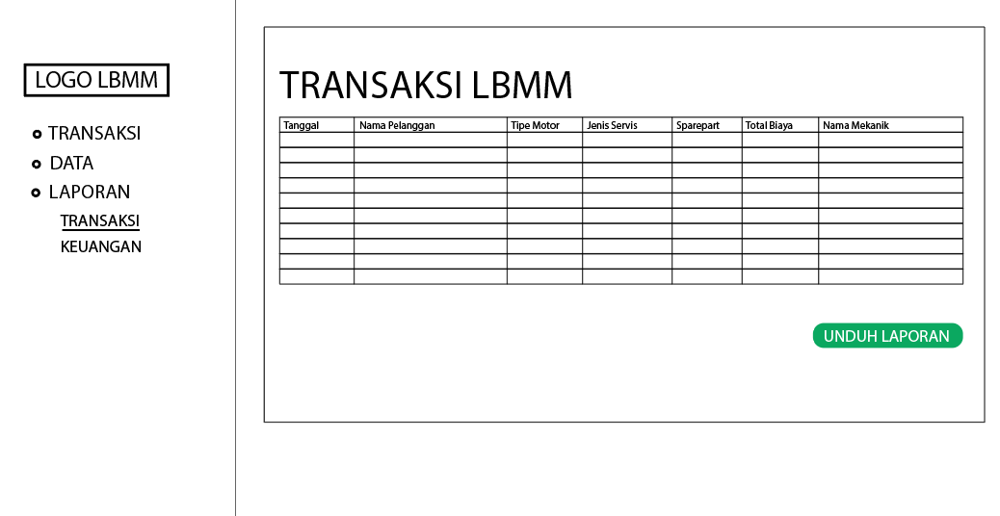 LOGO LBMM
TRANSAKSI
DATA
LAPORAN
TRANSAKSI
KEUANGAN
TRANSAKSI LBMM
Tanggal Nama Pelanggan Tipe Motor Jenis Servis Sparepart Total Biaya Nama Mekanik
UNDUH LAPORAN